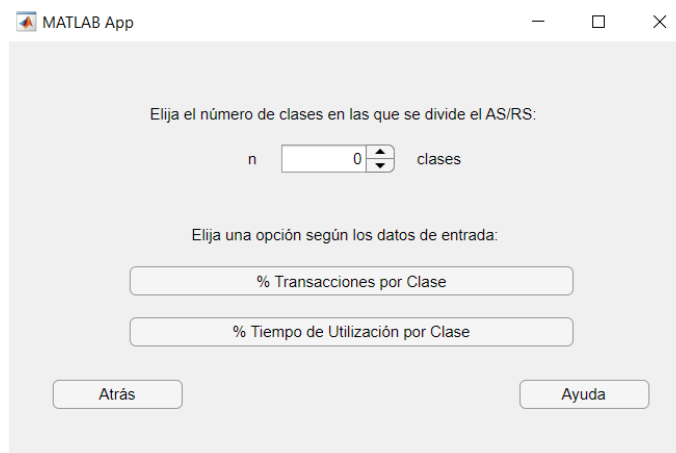 MATLAB App
Elija el número de clases en las que se divide el AS/RS:
n 0 clases
Elija una opción según los datos de entrada:
% Transacciones por Clase
% Tiempo de Utilización por Clase
Atrás Ayuda